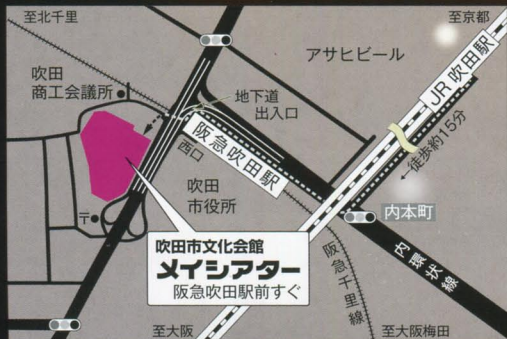 至北千里
至京都
アサヒビール
JR吹田駅
吹田
商工会議所
地下道
出入口
徒歩約15分
阪急吹田駅
西口
吹田
市役所
〒
内本町
吹田市文化会館
メイシアター
阪急吹田駅前すぐ
内環状線
阪急千里線
至大阪
至大阪梅田